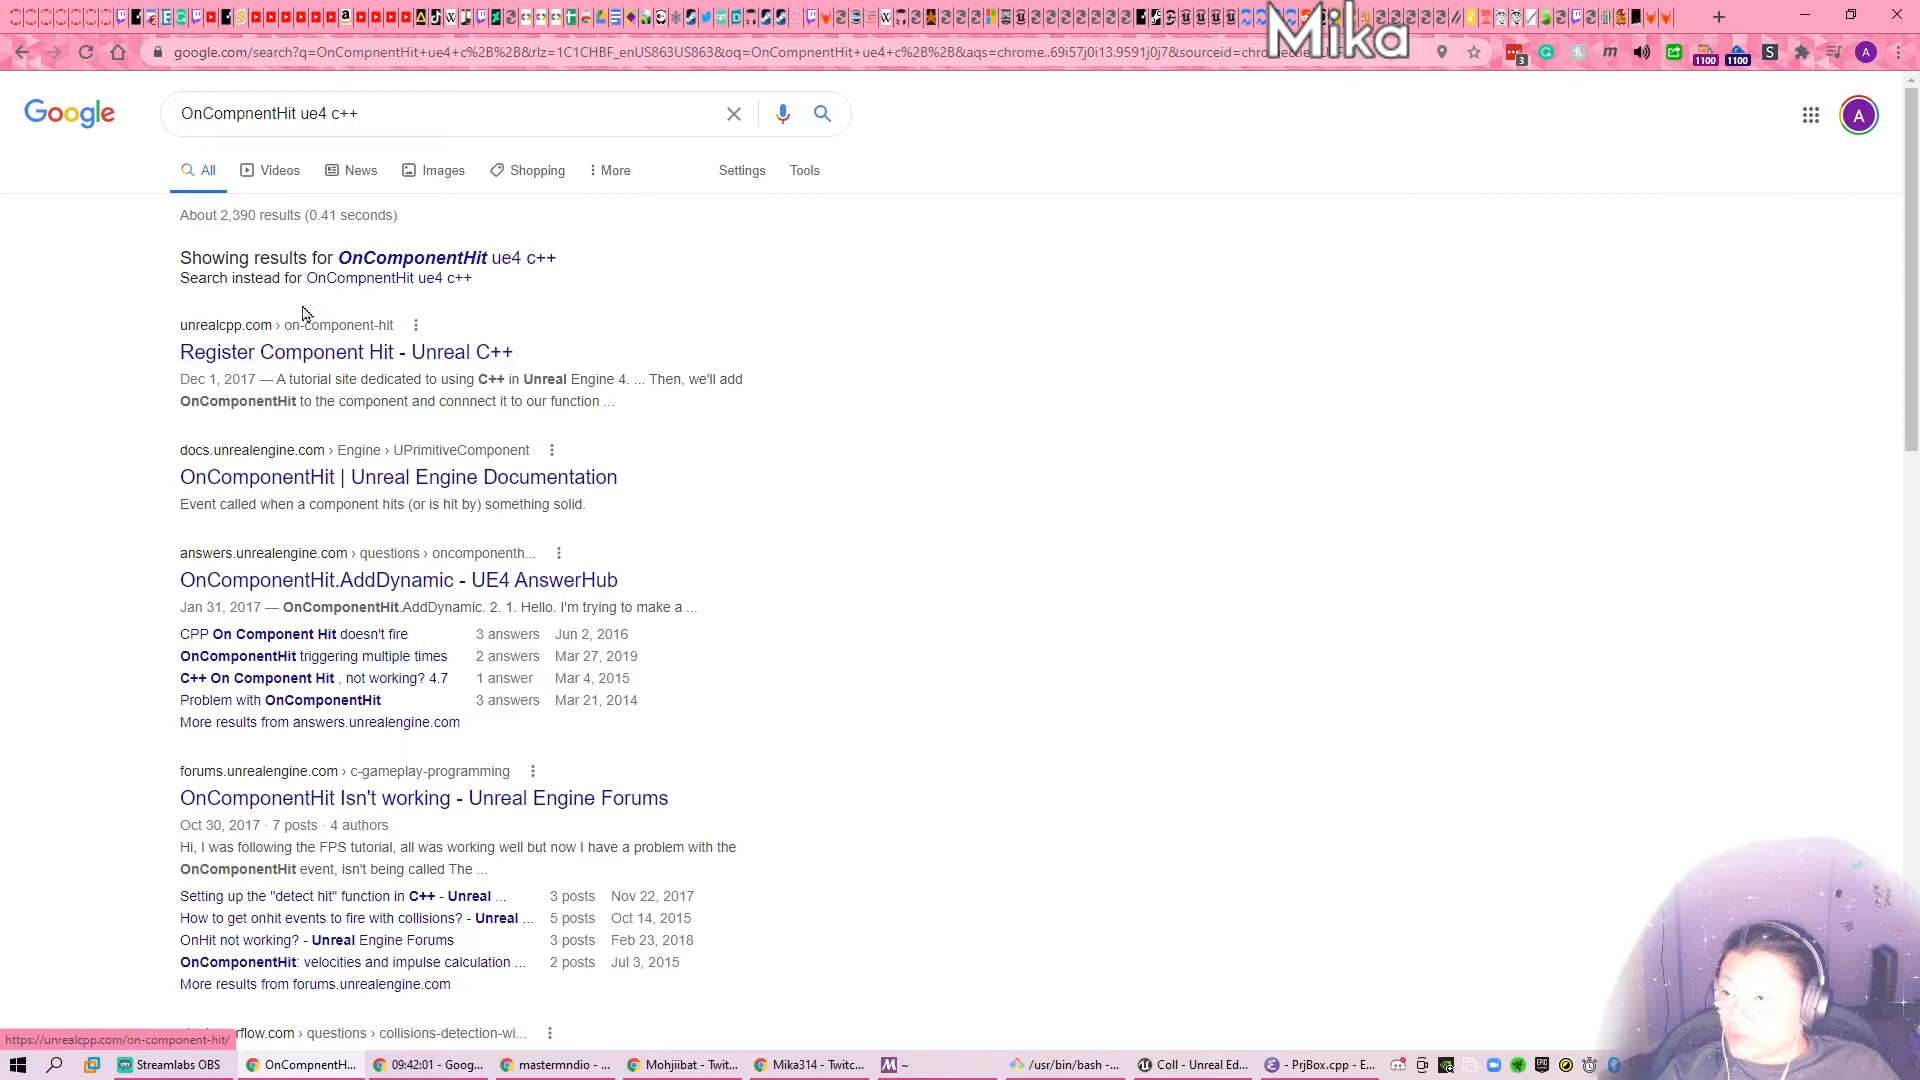 Mika
google.com/search?q=OnCompnentHit+ue4+c%2B%2B&rlz=1C1CHBF_enUS863US863&oq=OnCompnentHit+ue4+c%2B%2B&aqs=chrome..69i57j0i13.9591j0j7&sourceid=chro
3
1100
1100
A
Google
OnCompnentHit ue4 c++
A
All
Videos
News
Images
Shopping
More
Settings
Tools
About 2,390 results (0.41 seconds)
Showing results for OnComponentHit ue4 c++
Search instead for OnCompnentHit ue4 c++
unrealcpp.com › on-component-hit
Register Component Hit - Unreal C++
Dec 1, 2017 — A tutorial site dedicated to using C++ in Unreal Engine 4. ... Then, we'll add
OnComponentHit to the component and connnect it to our function ...
docs.unrealengine.com › Engine › UPrimitiveComponent
OnComponentHit | Unreal Engine Documentation
Event called when a component hits (or is hit by) something solid.
answers.unrealengine.com › questions › oncomponenth...
OnComponentHit.AddDynamic - UE4 AnswerHub
Jan 31, 2017 — OnComponentHit.AddDynamic. 2. 1. Hello. I'm trying to make a ...
CPP On Component Hit doesn't fire 3 answers Jun 2, 2016
OnComponentHit triggering multiple times 2 answers Mar 27, 2019
C++ On Component Hit , not working? 4.7 1 answer Mar 4, 2015
Problem with OnComponentHit 3 answers Mar 21, 2014
More results from answers.unrealengine.com
forums.unrealengine.com › c-gameplay-programming
OnComponentHit Isn't working - Unreal Engine Forums
Oct 30, 2017 · 7 posts · 4 authors
Hi, I was following the FPS tutorial, all was working well but now I have a problem with the
OnComponentHit event, isn't being called The ...
Setting up the "detect hit" function in C++ - Unreal ... 3 posts Nov 22, 2017
How to get onhit events to fire with collisions? - Unreal ... 5 posts Oct 14, 2015
OnHit not working? - Unreal Engine Forums 3 posts Feb 23, 2018
OnComponentHit: velocities and impulse calculation ... 2 posts Jul 3, 2015
More results from forums.unrealengine.com
rflow.com › questions › collisions-detection-wi...
https://unrealcpp.com/on-component-hit/
Streamlabs OBS
OnCompnentH...
09:42:01 - Goog...
mastermndio - ...
Mohjiibat - Twit...
Mika314 - Twitc...
~
/usr/bin/bash -...
Coll - Unreal Ed...
- PrjBox.cpp - E...